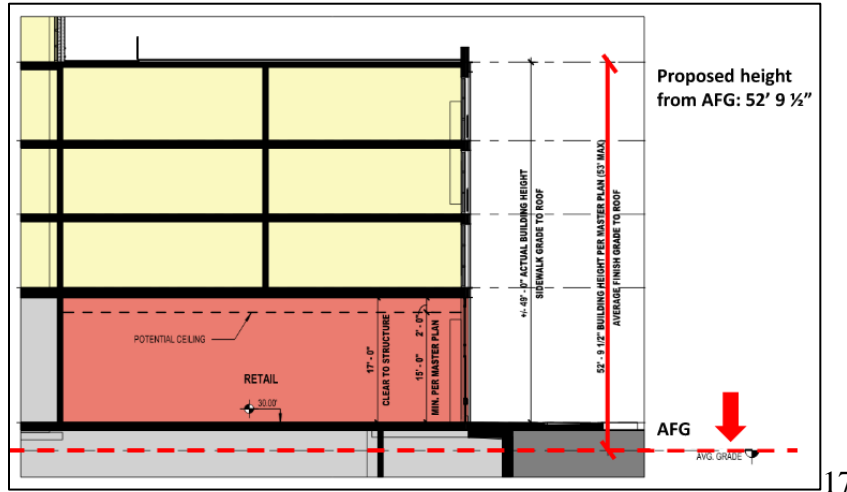 Proposed height
from AFG: 52' 9 ½"
+/- 49' - 0" ACTUAL BUILDING HEIGHT
SIDEWALK GRADE TO ROOF
52' - 9 1/2" BUILDING HEIGHT PER MASTER PLAN (53' MAX)
AVERAGE FINISH GRADE TO ROOF
POTENTIAL CEILING
17' - 0"
CLEAR TO STRUCTURE
2' - 0"
15' - 0"
MIN. PER MASTER PLAN
RETAIL
30.00'
AFG
AVG. GRADE
17